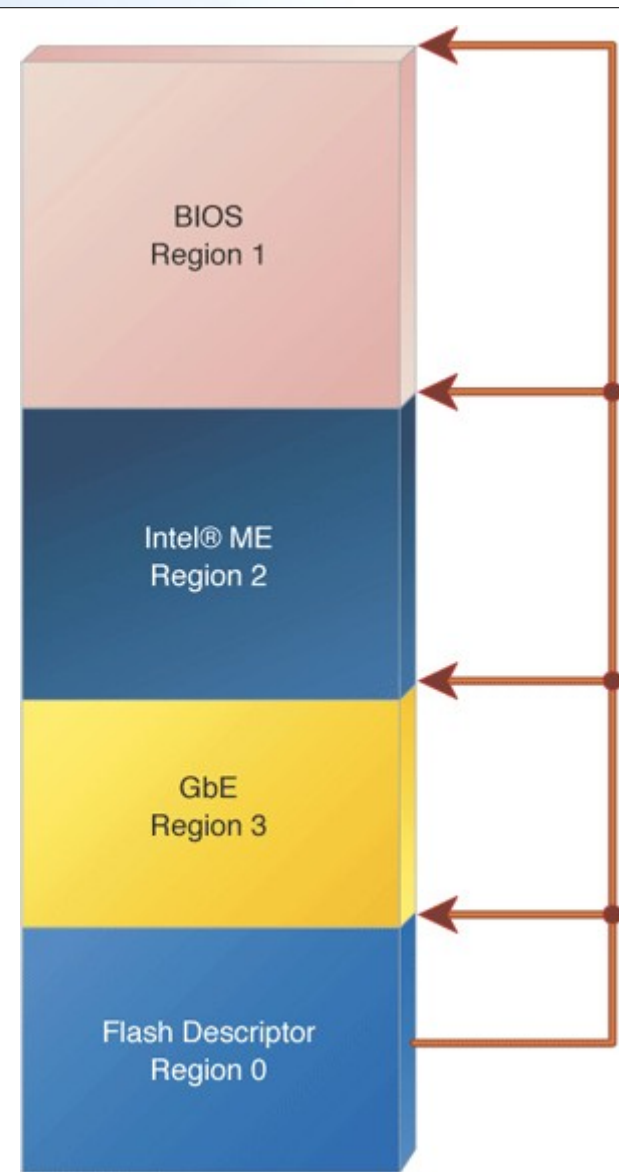 BIOS
Region 1
Intel® ME
Region 2
GbE
Region 3
Flash Descriptor
Region 0